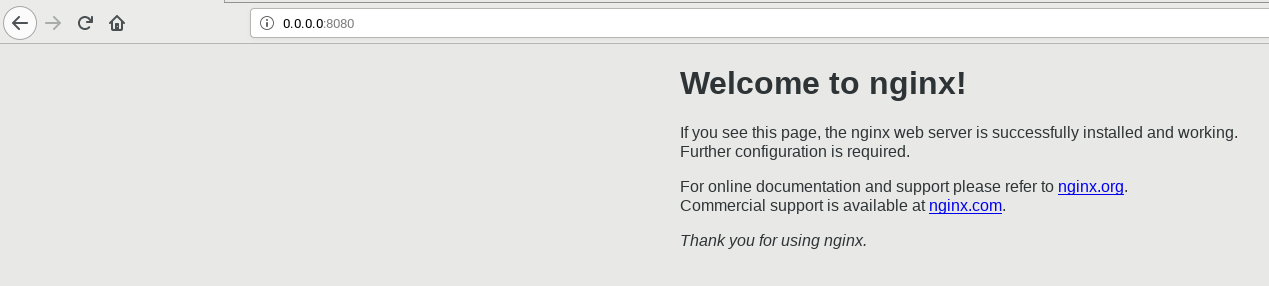 0.0.0.0:8080
Welcome to nginx!
If you see this page, the nginx web server is successfully installed and working.
Further configuration is required.
For online documentation and support please refer to nginx.org.
Commercial support is available at nginx.com.
Thank you for using nginx.